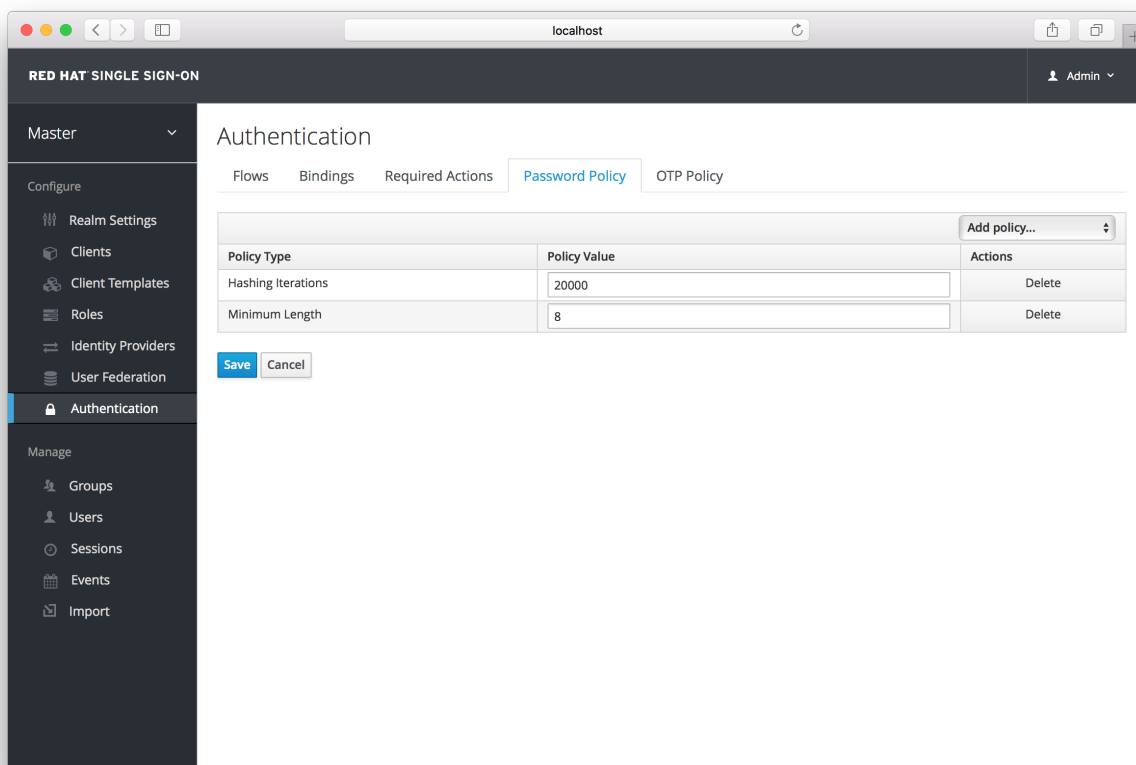 localhost
RED HAT SINGLE SIGN-ON
Admin
Master
Authentication
Flows Bindings Required Actions Password Policy OTP Policy
Configure
Realm Settings
Clients
Client Templates
Roles
Identity Providers
User Federation
Authentication
Manage
Groups
Users
Sessions
Events
Import
Add policy...
Policy Type Policy Value Actions
Hashing Iterations 20000 Delete
Minimum Length 8 Delete
Save Cancel